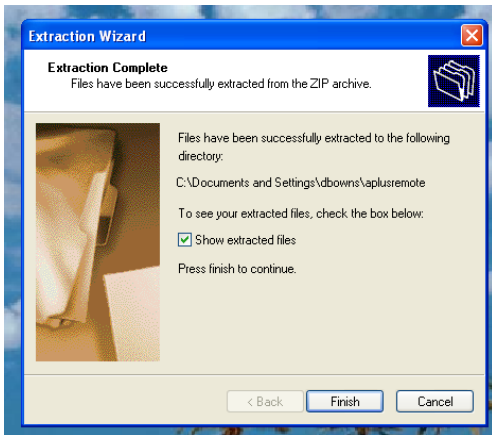 Extraction Wizard
Extraction Complete
Files have been successfully extracted from the ZIP archive.
Files have been successfully extracted to the following
directory:
C:\Documents and Settings\dbowns\aplusremote
To see your extracted files, check the box below:
Show extracted files
Press finish to continue.
< Back Finish Cancel